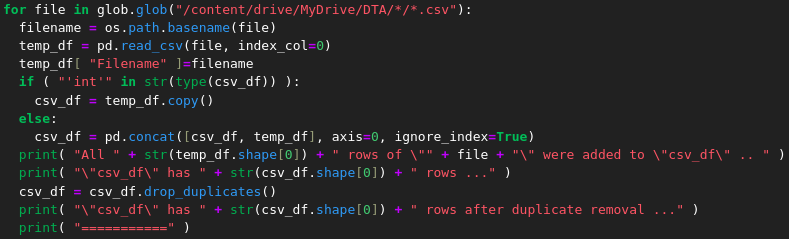 for file in glob.glob("/content/drive/MyDrive/DTA/*/*.csv"):
  filename = os.path.basename(file)
  temp_df = pd.read_csv(file, index_col=0)
  temp_df[ "Filename" ]=filename
  if ( "'int'" in str(type(csv_df)) ):
    csv_df = temp_df.copy()
  else:
    csv_df = pd.concat([csv_df, temp_df], axis=0, ignore_index=True)
  print( "All " + str(temp_df.shape[0]) + " rows of \"" + file + "\" were added to \"csv_df\" .. " )
  print( "\"csv_df\" has " + str(csv_df.shape[0]) + " rows ..." )
  csv_df = csv_df.drop_duplicates()
  print( "\"csv_df\" has " + str(csv_df.shape[0]) + " rows after duplicate removal ..." )
  print( "===========" )